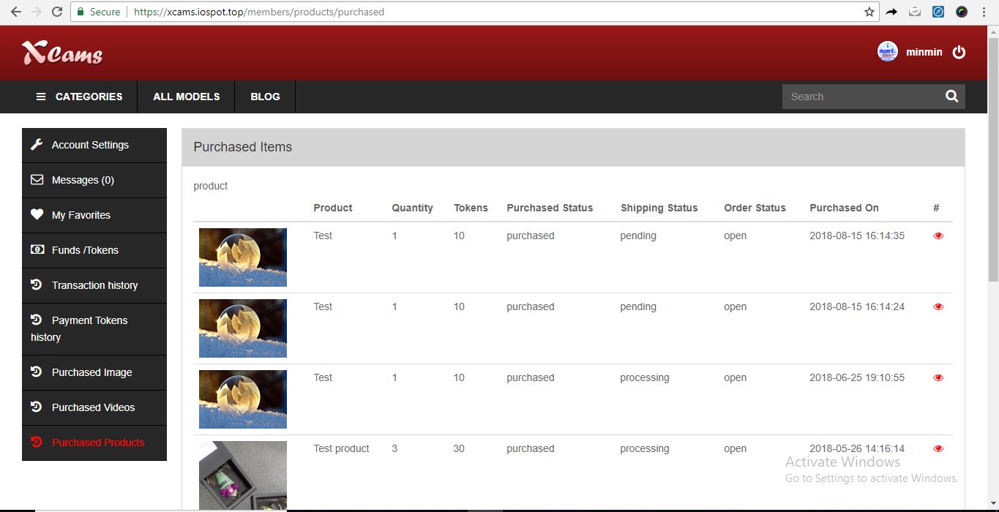 Secure
https://xcams.iospot.top/members/products/purchased
XCams
minmin
CATEGORIES ALL MODELS BLOG
Search
Account Settings
Messages (0)
My Favorites
Funds /Tokens
Transaction history
Payment Tokens
history
Purchased Image
Purchased Videos
Purchased Products
Purchased Items
product
Product Quantity Tokens Purchased Status Shipping Status Order Status Purchased On #
Test 1 10 purchased pending open 2018-08-15 16:14:35
Test 1 10 purchased pending open 2018-08-15 16:14:24
Test 1 10 purchased processing open 2018-06-25 19:10:55
Test product 3 30 purchased processing open 2018-05-26 14:16:14
Activate Windows
Go to Settings to activate Windows.